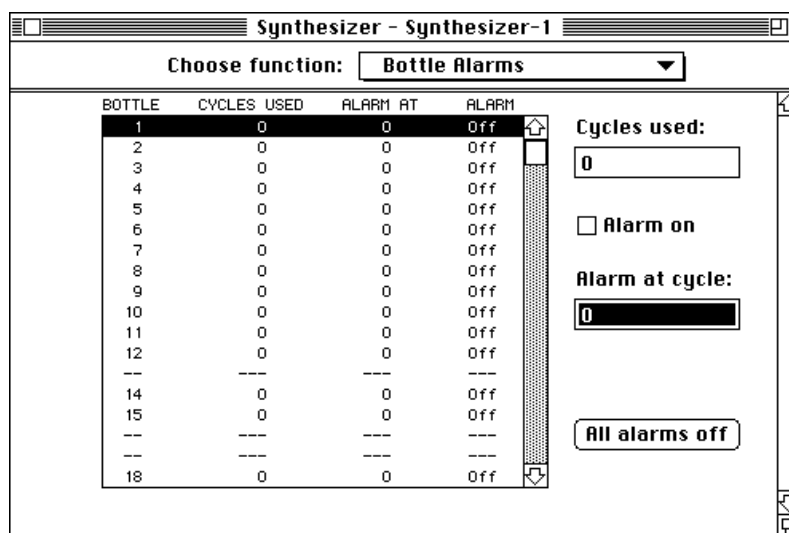 Synthesizer - Synthesizer-1
Choose function: Bottle Alarms
BOTTLE CYCLES USED ALARM AT ALARM
1 0 0 Off
2 0 0 Off
3 0 0 Off
4 0 0 Off
5 0 0 Off
6 0 0 Off
7 0 0 Off
8 0 0 Off
9 0 0 Off
10 0 0 Off
11 0 0 Off
12 0 0 Off
-- --- --- ---
14 0 0 Off
15 0 0 Off
-- --- --- ---
-- --- --- ---
18 0 0 Off
Cycles used:
0
Alarm on
Alarm at cycle:
0
All alarms off